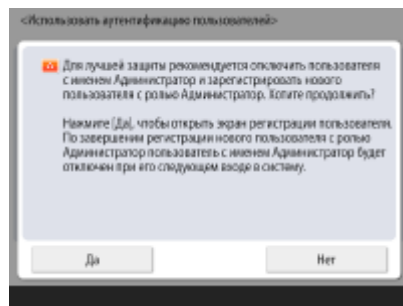 <Использовать аутентификацию пользователей>
Для лучшей защиты рекомендуется отключить пользователя
с именем Администратор и зарегистрировать нового
пользователя с ролью Администратор. Хотите продолжить?
Нажмите [Да], чтобы открыть экран регистрации пользователя.
По завершении регистрации нового пользователя с ролью
Администратор пользователь с именем Администратор будет
отключен при его следующем входе в систему.
Да
Нет